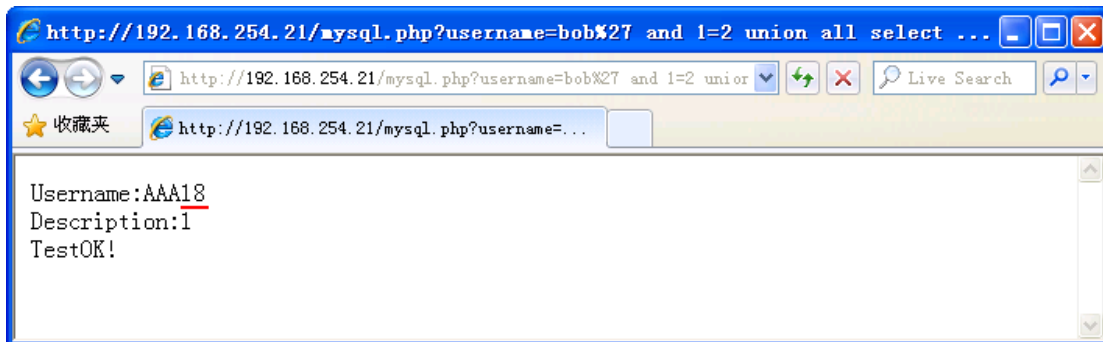 http://192.168.254.21/mysql.php?username=bob%27 and 1=2 union all select ...
http://192.168.254.21/mysql.php?username=bob%27 and 1=2 unior
Live Search
收藏夹
http://192.168.254.21/mysql.php?username=...
Username:AAA18
Description:1
TestOK!